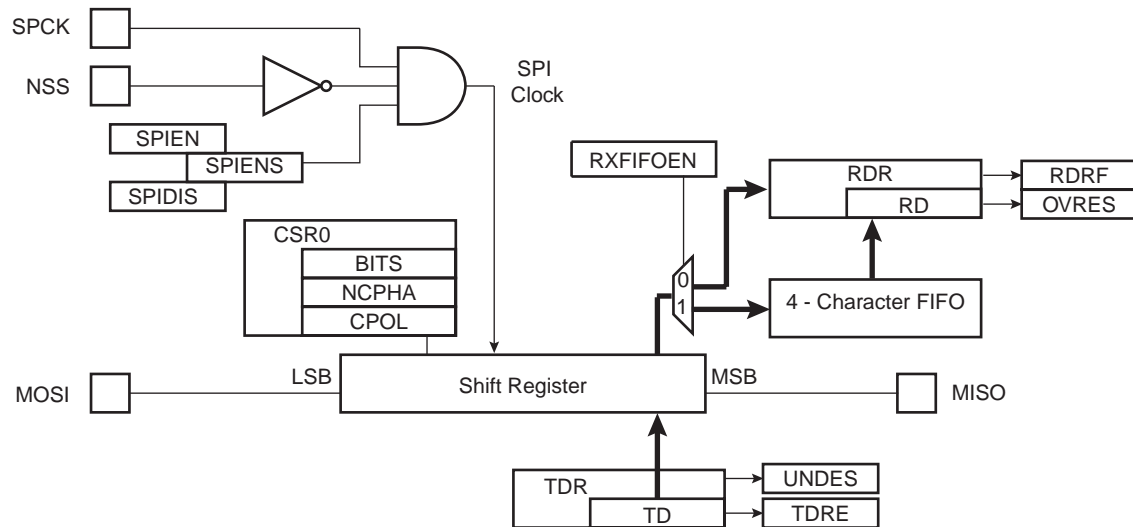 SPCK
NSS
SPI
Clock
SPIEN
SPIENS
SPIDIS
RXFIFOEN
RDR
RD
RDRF
OVRES
CSR0
BITS
NCPHA
CPOL
0
1
4 - Character FIFO
MOSI
LSB
Shift Register
MSB
MISO
TDR
TD
UNDES
TDRE